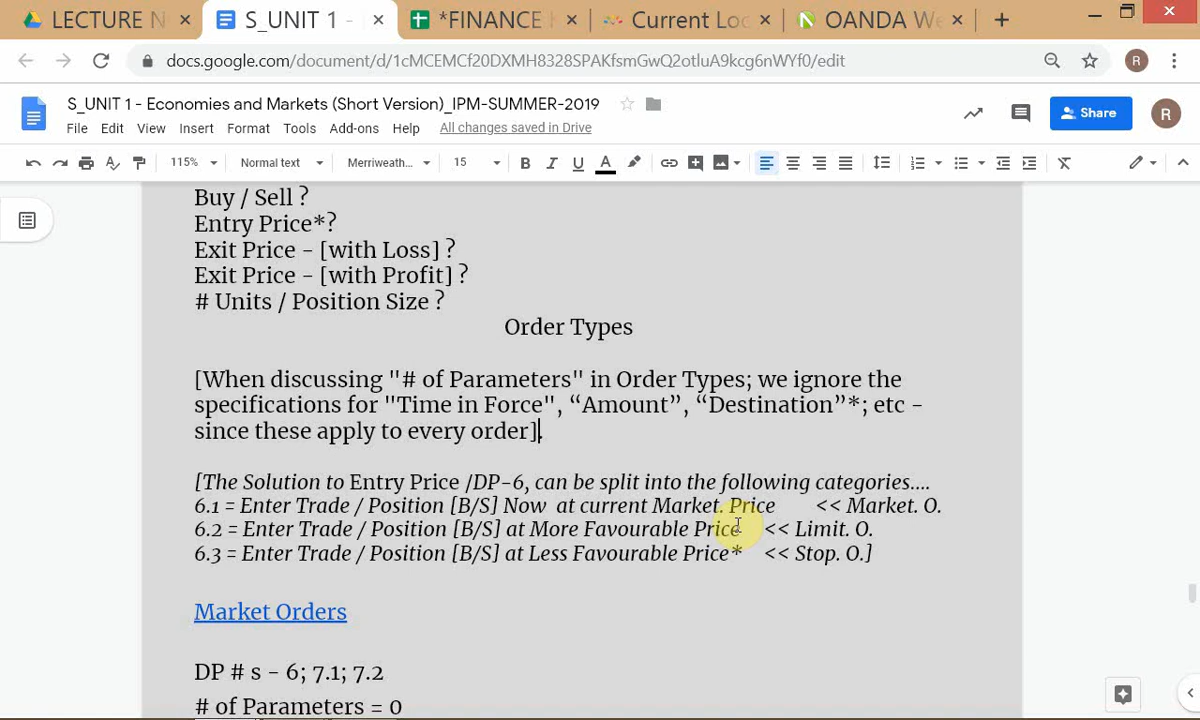 LECTURE N
S_UNIT 1 -
*FINANCE
Current Loc
OANDA We
docs.google.com/document/d/1cMCEMCf20DXMH8328SPAKfsmGwQ2otluA9kcg6nWYf0/edit
R
S_UNIT 1 - Economies and Markets (Short Version)_IPM-SUMMER-2019
File Edit View Insert Format Tools Add-ons Help All changes saved in Drive
Share
R
115% Normal text Merriweath... 15 B I U A
Buy / Sell ?
Entry Price*?
Exit Price - [with Loss] ?
Exit Price - [with Profit] ?
# Units / Position Size ?
Order Types
[When discussing "# of Parameters" in Order Types; we ignore the
specifications for "Time in Force", “Amount”, “Destination”*; etc -
since these apply to every order].
[The Solution to Entry Price /DP-6, can be split into the following categories....
6.1 = Enter Trade / Position [B/S] Now at current Market. Price << Market. O.
6.2 = Enter Trade / Position [B/S] at More Favourable Price << Limit. O.
6.3 = Enter Trade / Position [B/S] at Less Favourable Price* << Stop. O.]
Market Orders
DP # s - 6; 7.1; 7.2
# of Parameters = 0